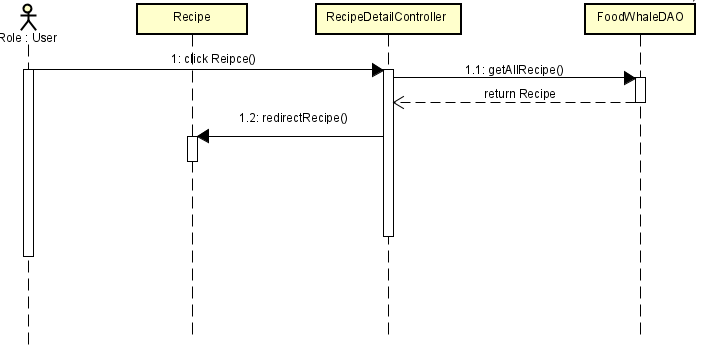 Recipe
RecipeDetailController
FoodWhaleDAO
Role : User
1: click Reipce()
1.1: getAllRecipe()
return Recipe
1.2: redirectRecipe()